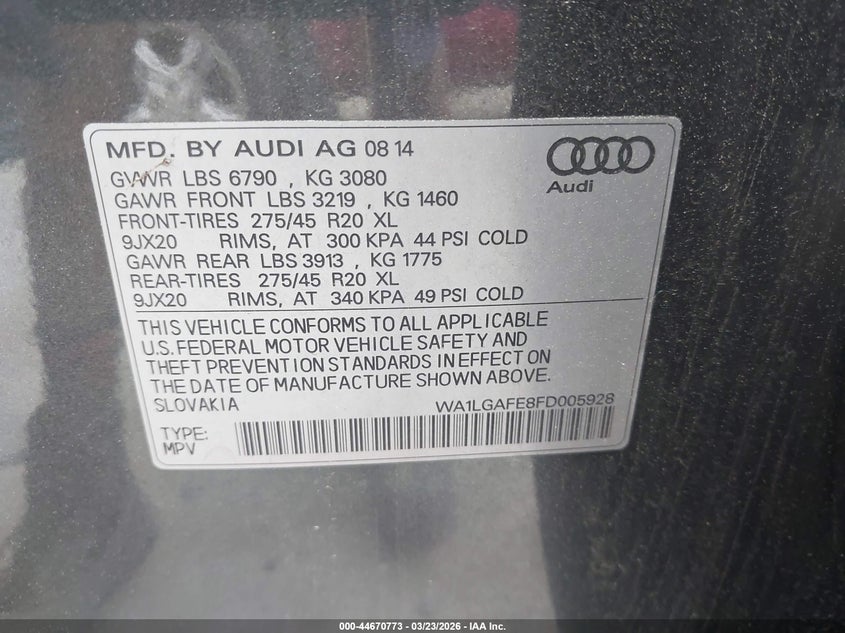 MFD. BY AUDI AG 08 14
Audi
GVWR LBS 6790 , KG 3080
GAWR FRONT LBS 3219 , KG 1460
FRONT-TIRES 275/45 R20 XL
9JX20 RIMS, AT 300 KPA 44 PSI COLD
GAWR REAR LBS 3913 , KG 1775
REAR-TIRES 275/45 R20 XL
9JX20 RIMS, AT 340 KPA 49 PSI COLD
THIS VEHICLE CONFORMS TO ALL APPLICABLE
U.S. FEDERAL MOTOR VEHICLE SAFETY AND
THEFT PREVENTION STANDARDS IN EFFECT ON
THE DATE OF MANUFACTURE SHOWN ABOVE.
SLOVAKIA WA1LGAFE8FD005928
TYPE:
MPV
000-44670773 — 03/23/2026 — IAA Inc.